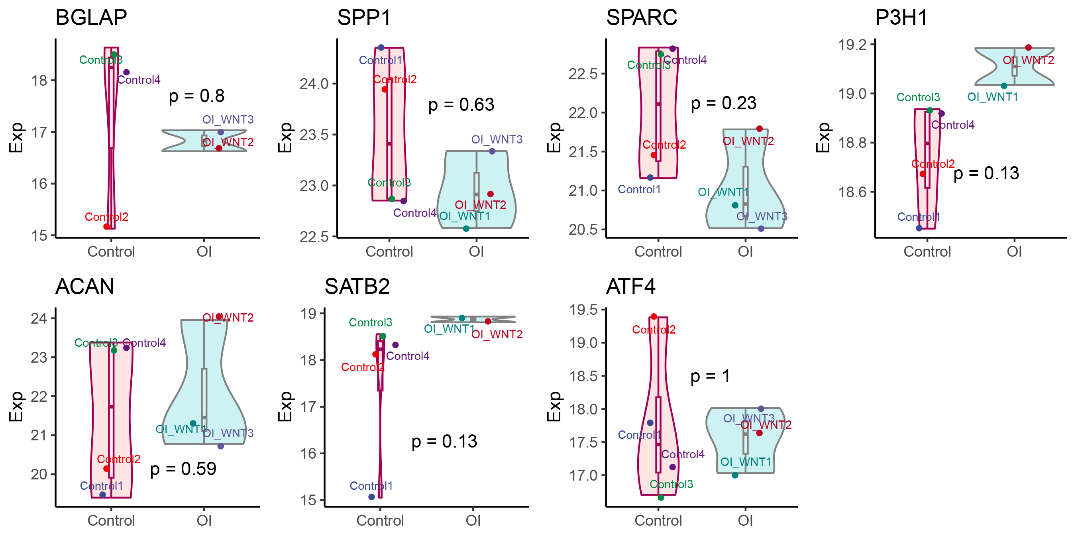 BGLAP
Exp
18
17
16
15
Control3
Control4
Control2
p = 0.8
OI_WNT3
OI_WNT2
Control
OI
SPP1
Exp
24.0
23.5
23.0
22.5
Control1
Control2
Control3
Control4
p = 0.63
OI_WNT3
OI_WNT2
OI_WNT1
Control
OI
SPARC
Exp
22.5
22.0
21.5
21.0
20.5
Control4
Control3
Control2
Control1
p = 0.23
OI_WNT2
OI_WNT1
OI_WNT3
Control
OI
P3H1
Exp
19.2
19.0
18.8
18.6
Control3
Control4
Control2
Control1
p = 0.13
OI_WNT2
OI_WNT1
Control
OI
ACAN
Exp
24
23
22
21
20
Control3
Control4
Control2
Control1
p = 0.59
OI_WNT2
OI_WNT1
OI_WNT3
Control
OI
SATB2
Exp
19
18
17
16
15
Control3
Control4
Control2
Control1
p = 0.13
OI_WNT1
OI_WNT2
Control
OI
ATF4
Exp
19.5
19.0
18.5
18.0
17.5
17.0
Control2
Control1
Control4
Control3
p = 1
OI_WNT3
OI_WNT2
OI_WNT1
Control
OI